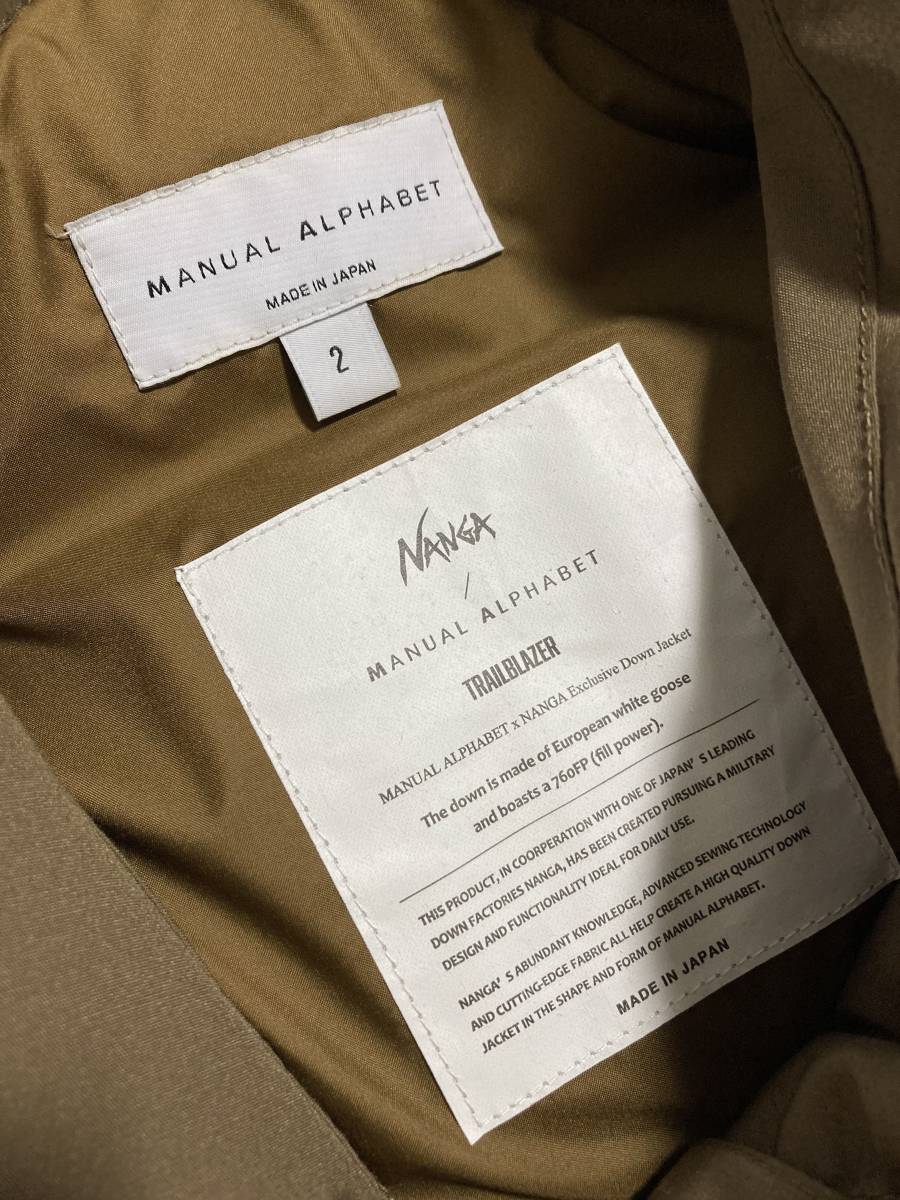 MANUAL ALPHABET
MADE IN JAPAN
2
NANGA
/
MANUAL ALPHABET
TRAILBLAZER
MANUAL ALPHABET x NANGA Exclusive Down Jacket
The down is made of European white goose
and boasts a 760FP (fill power).
THIS PRODUCT, IN COORPERATION WITH ONE OF JAPAN'S LEADING
DOWN FACTORIES NANGA, HAS BEEN CREATED PURSUING A MILITARY
DESIGN AND FUNCTIONALITY IDEAL FOR DAILY USE.
NANGA'S ABUNDANT KNOWLEDGE, ADVANCED SEWING TECHNOLOGY
AND CUTTING-EDGE FABRIC ALL HELP CREATE A HIGH QUALITY DOWN
JACKET IN THE SHAPE AND FORM OF MANUAL ALPHABET.
MADE IN JAPAN